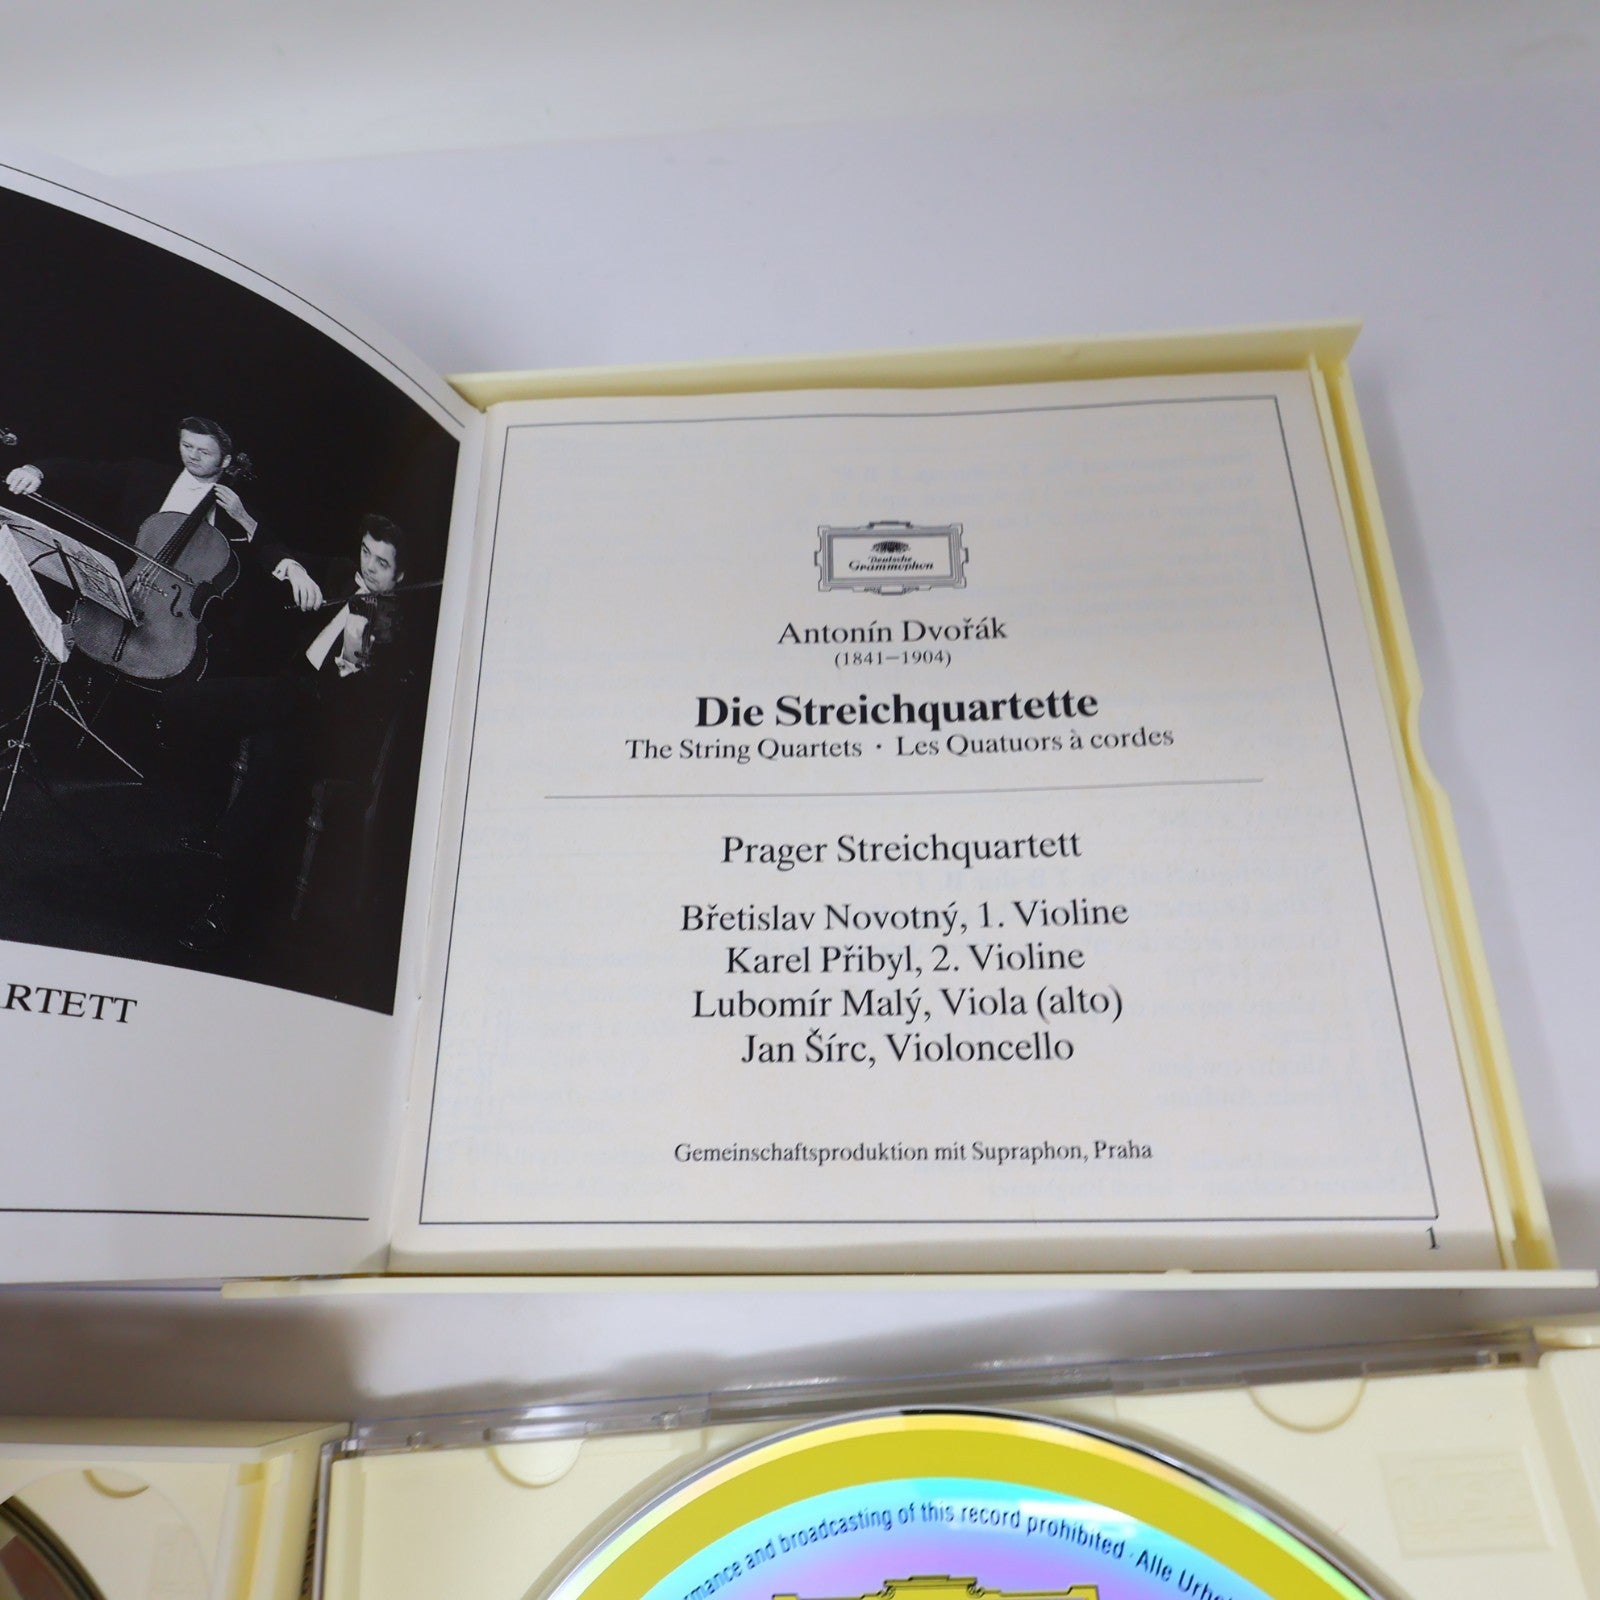 RTETT
Deutsche
Grammophon
Antonín Dvořák
(1841–1904)
Die Streichquartette
The String Quartets · Les Quatuors à cordes
Prager Streichquartett
Břetislav Novotný, 1. Violine
Karel Přibyl, 2. Violine
Lubomír Malý, Viola (alto)
Jan Šírc, Violoncello
Gemeinschaftsproduktion mit Supraphon, Praha
1
and broadcasting of this record prohibited · Alle